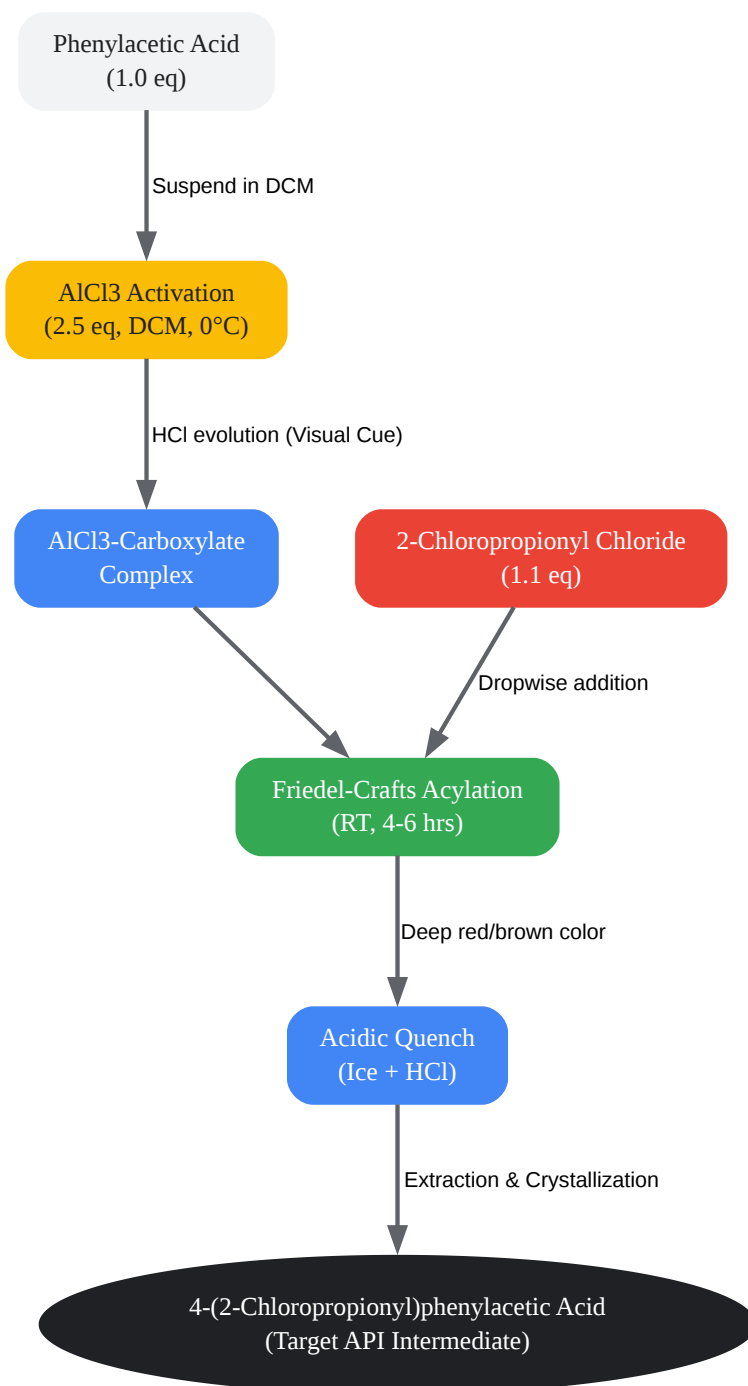 Phenylacetic Acid
(1.0 eq)
Suspend in DCM
AlCl3 Activation
(2.5 eq, DCM, 0°C)
HCl evolution (Visual Cue)
AlCl3-Carboxylate
Complex
2-Chloropropionyl Chloride
(1.1 eq)
Dropwise addition
Friedel-Crafts Acylation
(RT, 4-6 hrs)
Deep red/brown color
Acidic Quench
(Ice + HCl)
Extraction & Crystallization
4-(2-Chloropropionyl)phenylacetic Acid
(Target API Intermediate)